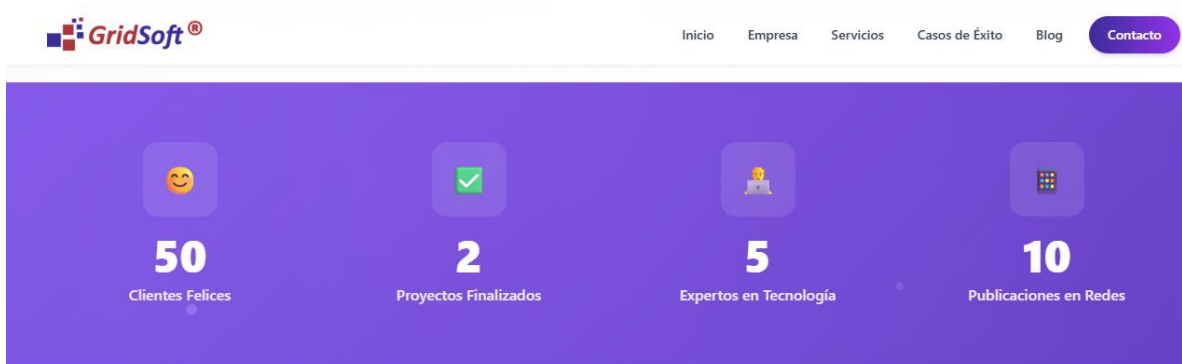 GridSoft®
Inicio Empresa Servicios Casos de Éxito Blog Contacto
50 2 5 10
Clientes Felices Proyectos Finalizados Expertos en Tecnología Publicaciones en Redes